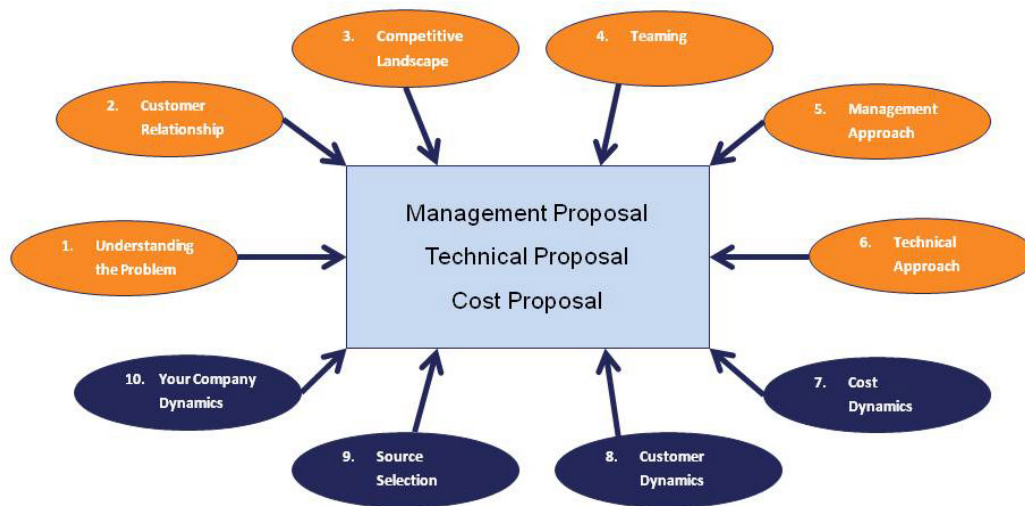 1. Understanding
the Problem
2. Customer
Relationship
3. Competitive
Landscape
4. Teaming
5. Management
Approach
6. Technical
Approach
7. Cost
Dynamics
8. Customer
Dynamics
9. Source
Selection
10. Your Company
Dynamics
Management Proposal
Technical Proposal
Cost Proposal